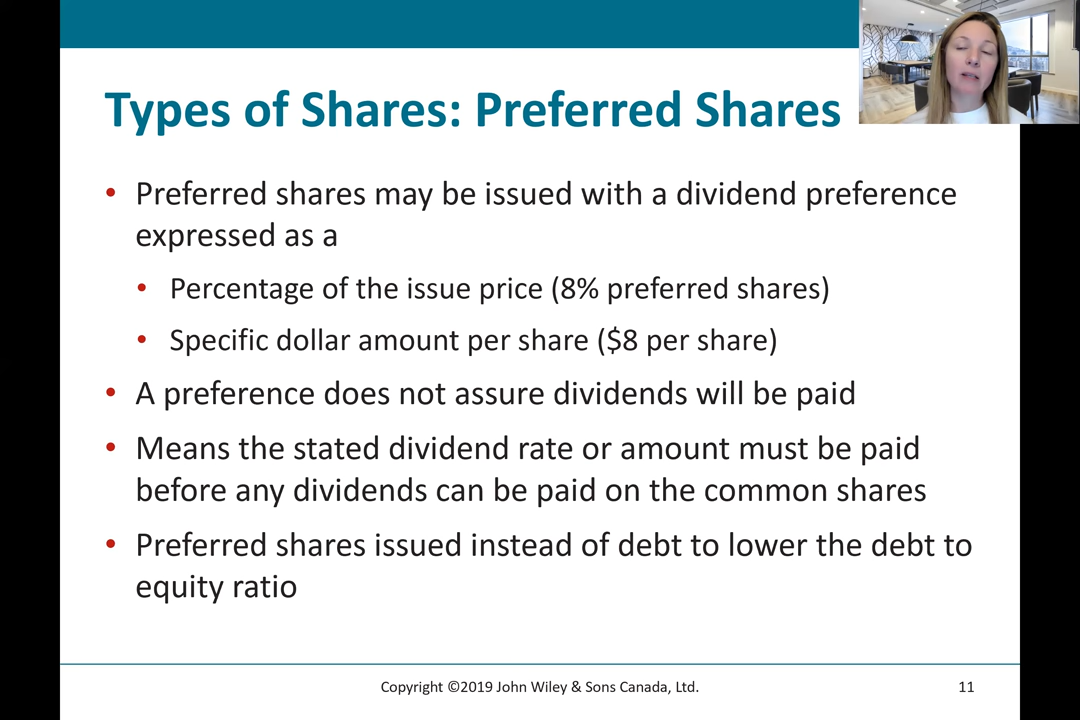 Types of Shares: Preferred Shares
• Preferred shares may be issued with a dividend preference
expressed as a
• Percentage of the issue price (8% preferred shares)
• Specific dollar amount per share ($8 per share)
• A preference does not assure dividends will be paid
• Means the stated dividend rate or amount must be paid
before any dividends can be paid on the common shares
• Preferred shares issued instead of debt to lower the debt to
equity ratio
Copyright ©2019 John Wiley & Sons Canada, Ltd.
11